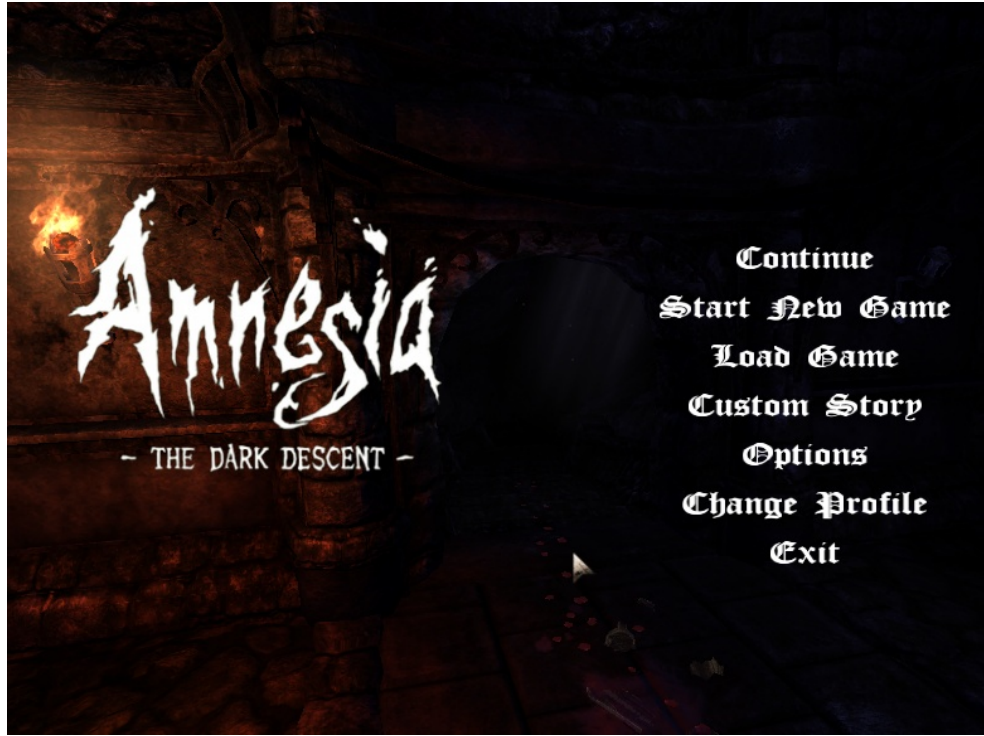 Amnesia
- THE DARK DESCENT -
Continue
Start New Game
Load Game
Custom Story
Options
Change Profile
Exit